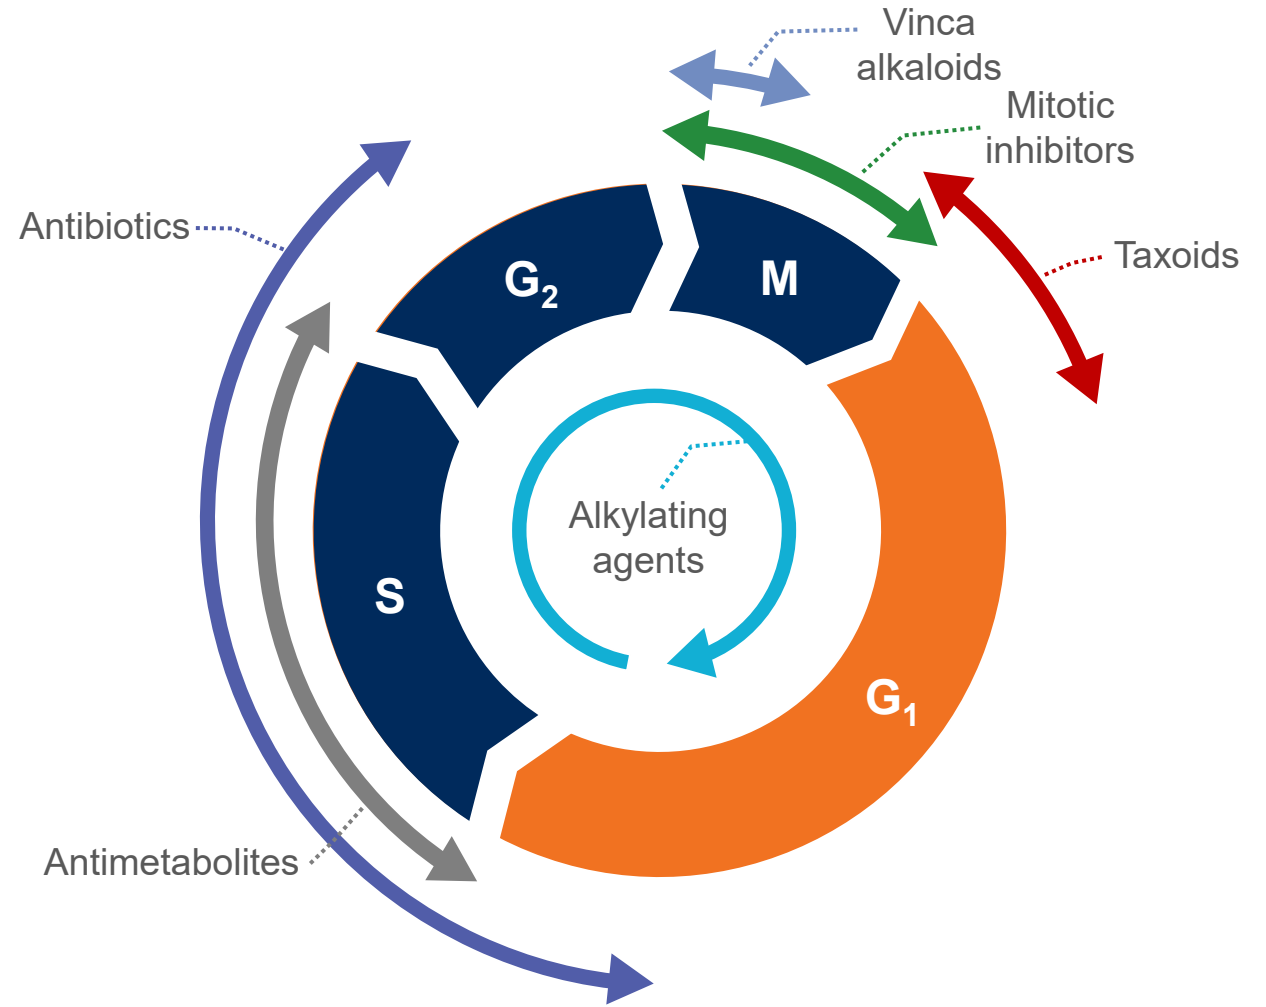 Vinca
alkaloids
Mitotic
inhibitors
Antibiotics
Taxoids
G₂
M
Alkylating
agents
S
G₁
Antimetabolites